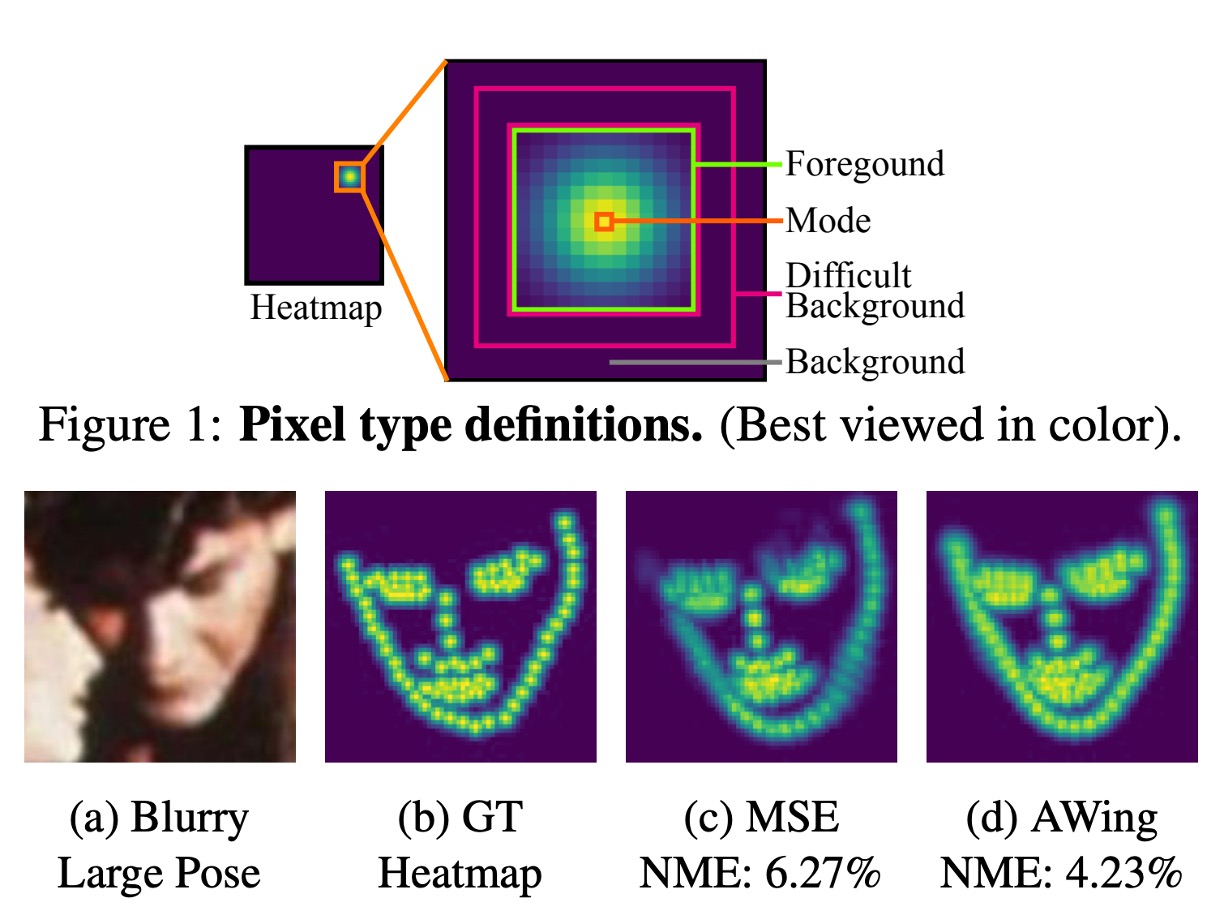 Foregound
Mode
Difficult
Background
Background
Heatmap
Figure 1: Pixel type definitions. (Best viewed in color).
(a) Blurry
Large Pose
(b) GT
Heatmap
(c) MSE
NME: 6.27%
(d) AWing
NME: 4.23%